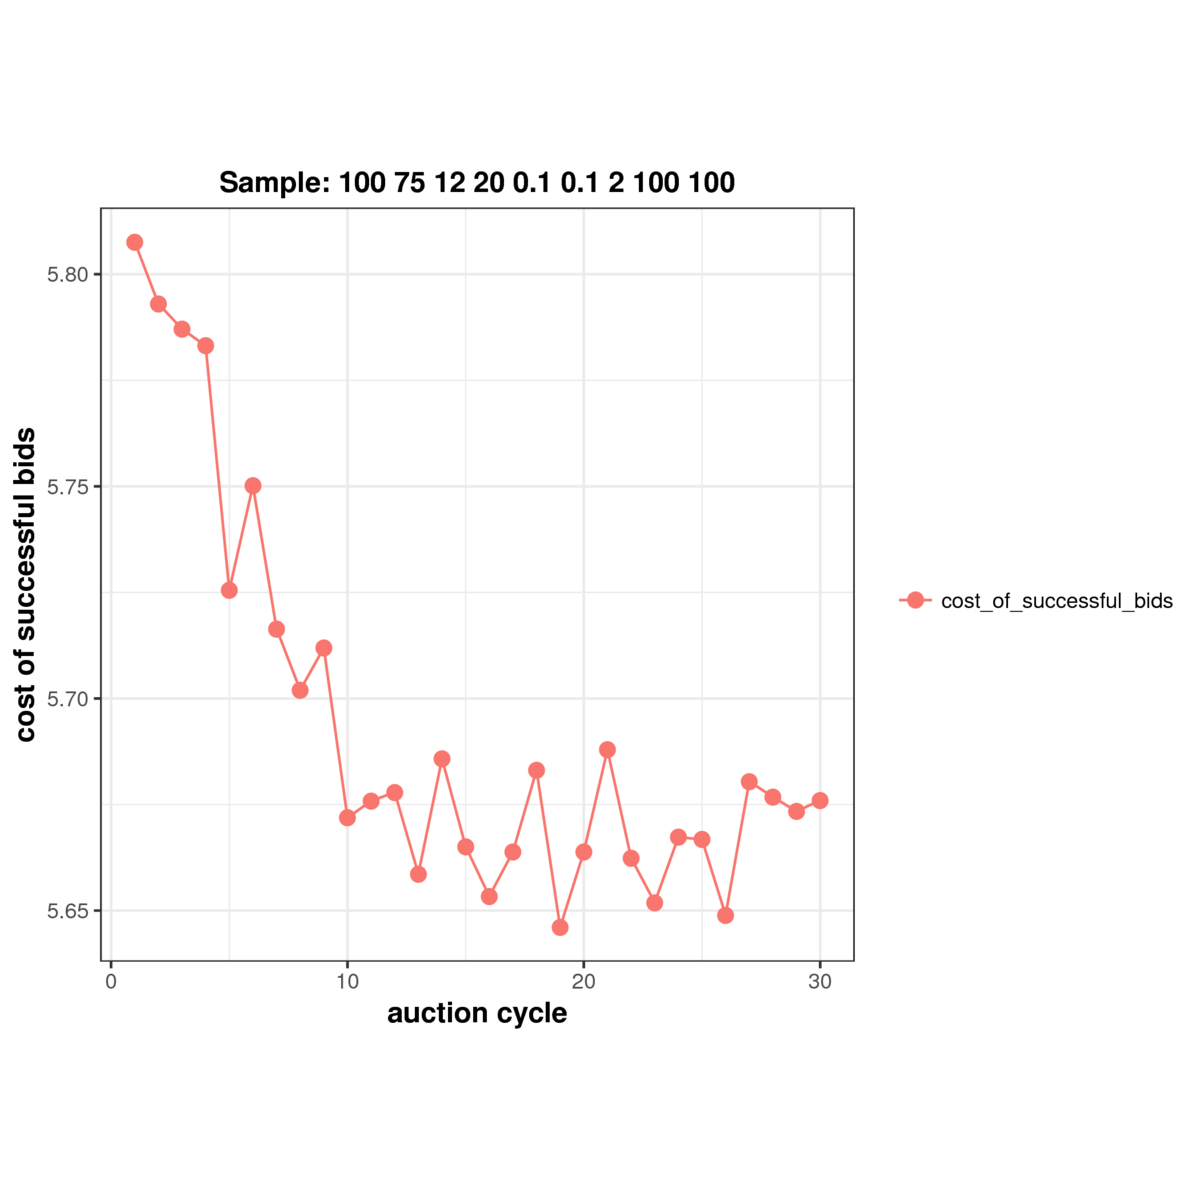 Sample: 100 75 12 20 0.1 0.1 2 100 100
cost of successful bids
5.80
5.75
5.70
5.65
0 10 20 30
auction cycle
cost_of_successful_bids